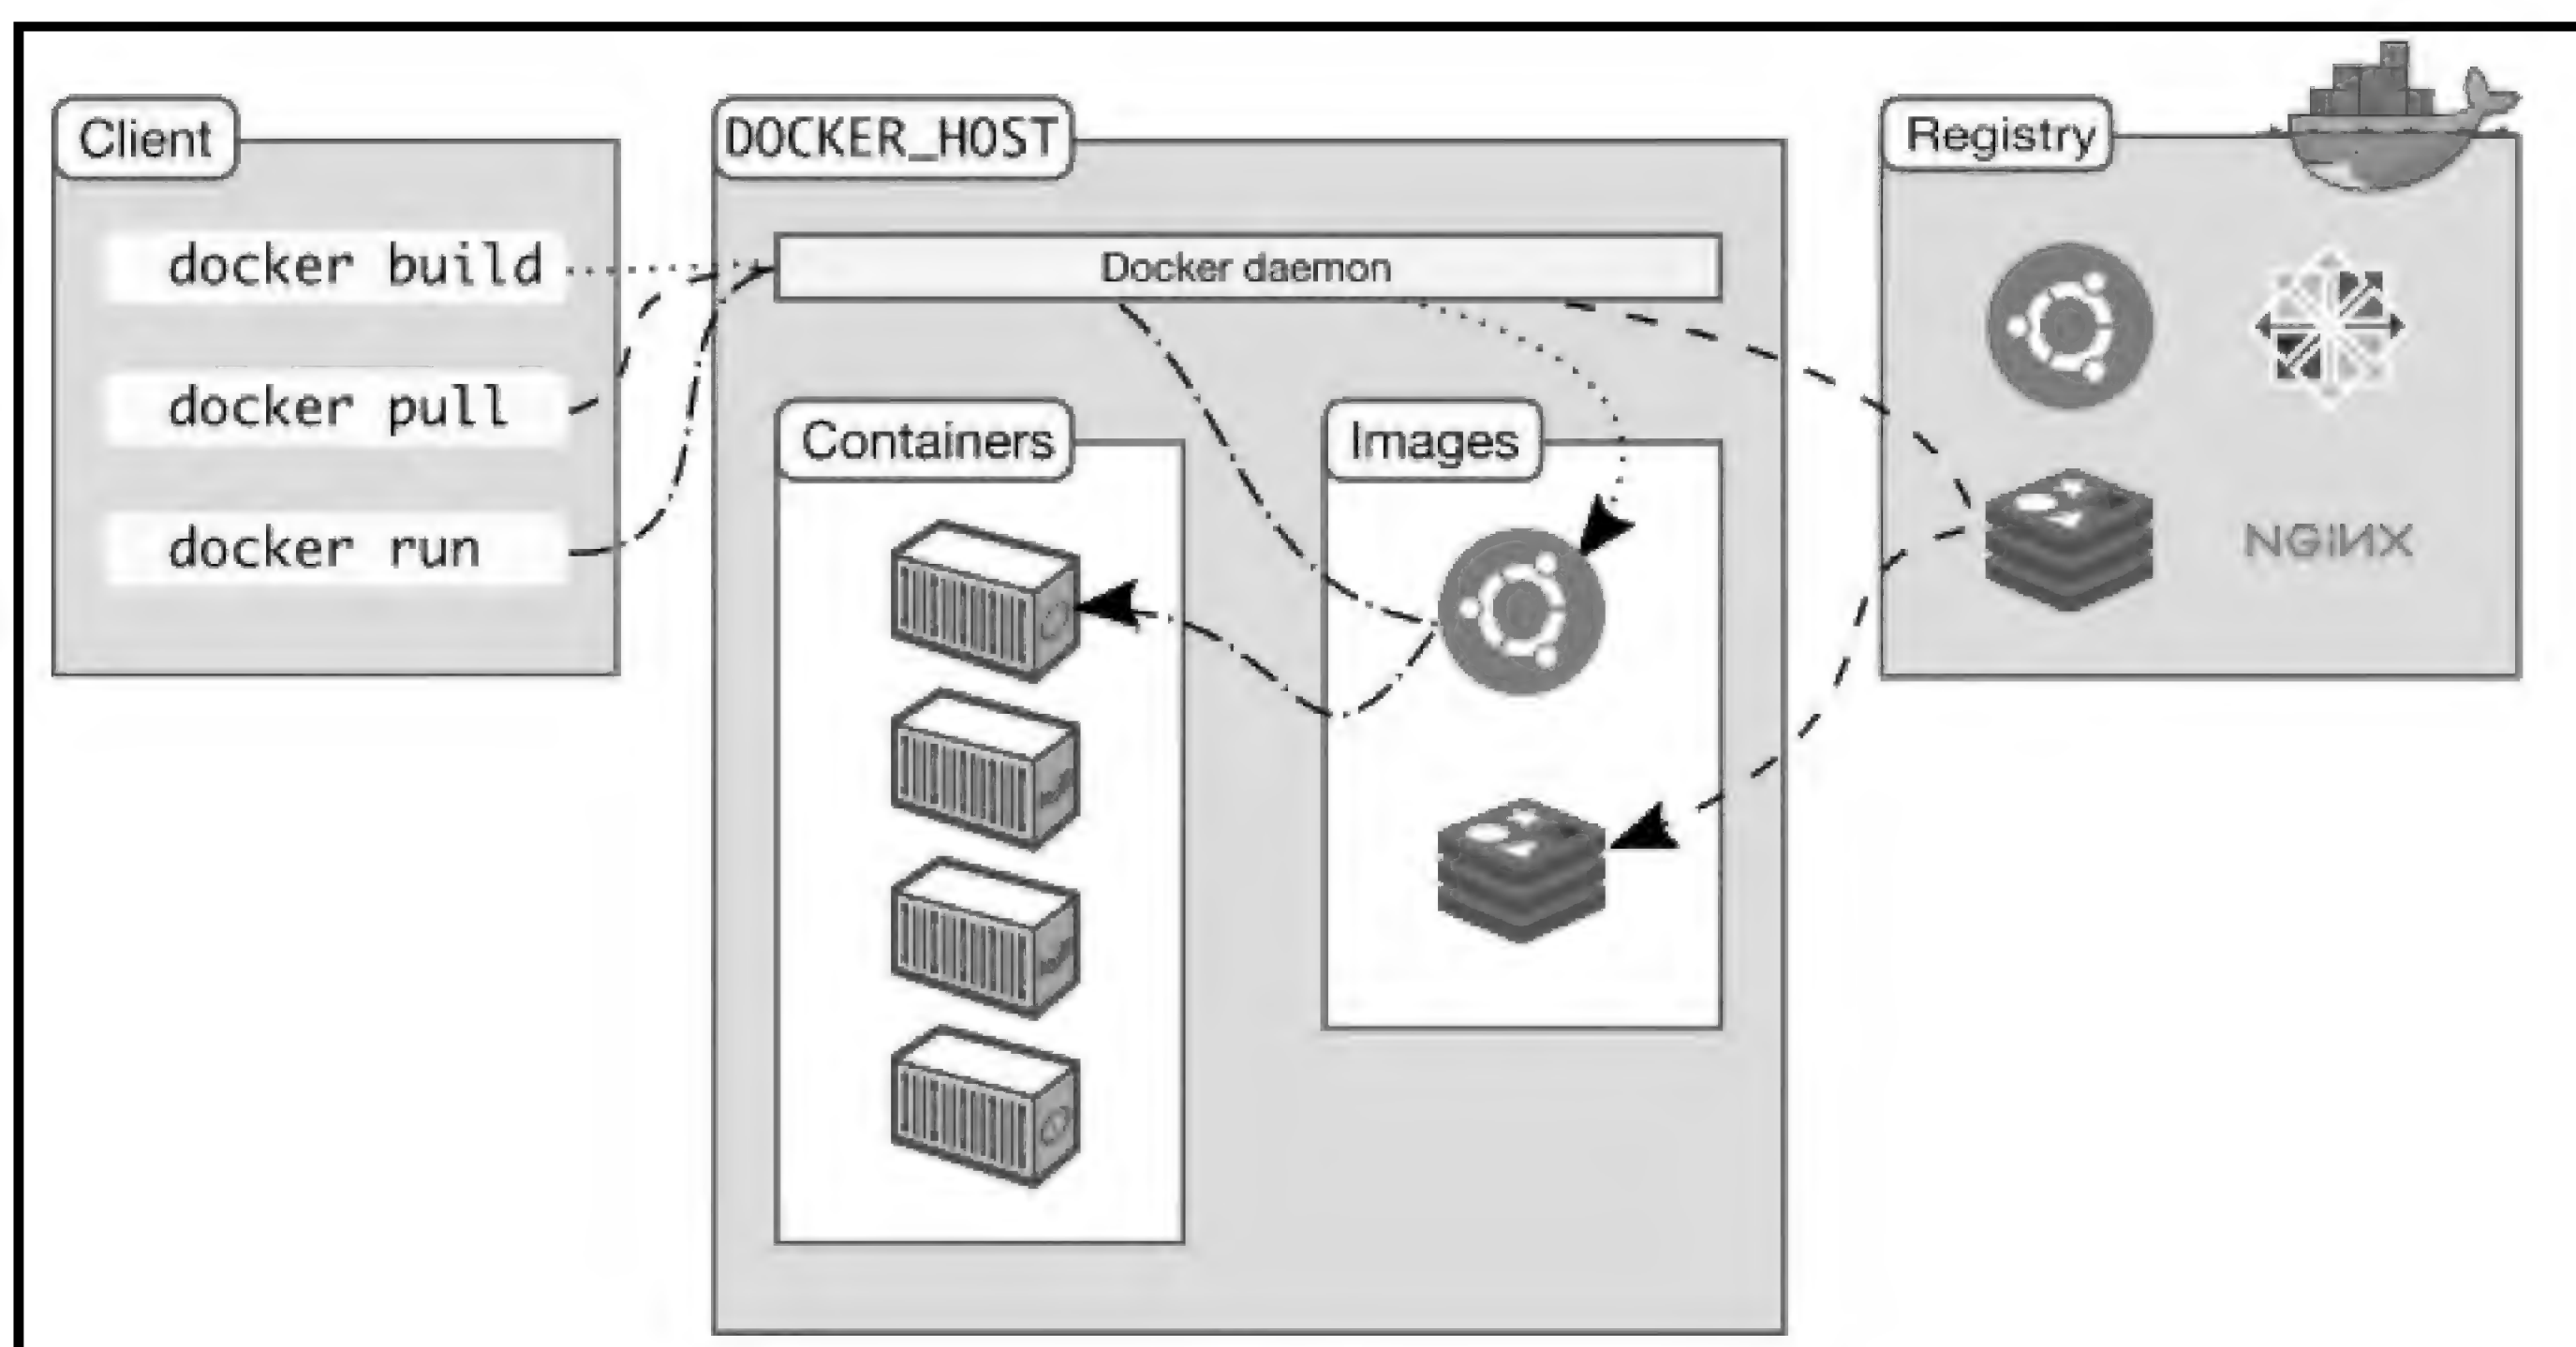 Client
docker build
docker pull
docker run
DOCKER_HOST
Docker daemon
Containers
Images
Registry
NGiNX